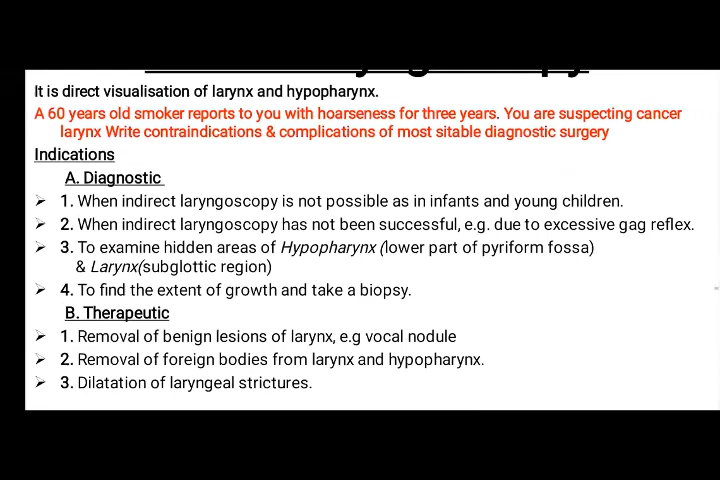 It is direct visualisation of larynx and hypopharynx.
A 60 years old smoker reports to you with hoarseness for three years. You are suspecting cancer
larynx Write contraindications & complications of most sitable diagnostic surgery
Indications
A. Diagnostic
➢ 1. When indirect laryngoscopy is not possible as in infants and young children.
➢ 2. When indirect laryngoscopy has not been successful, e.g. due to excessive gag reflex.
➢ 3. To examine hidden areas of Hypopharynx (lower part of pyriform fossa)
& Larynx(subglottic region)
➢ 4. To find the extent of growth and take a biopsy.
B. Therapeutic
➢ 1. Removal of benign lesions of larynx, e.g vocal nodule
➢ 2. Removal of foreign bodies from larynx and hypopharynx.
➢ 3. Dilatation of laryngeal strictures.